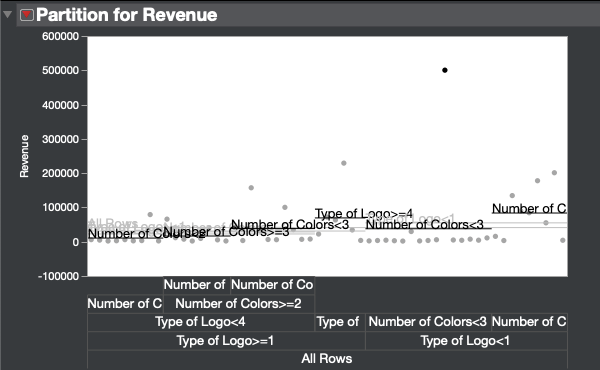 Partition for Revenue
600000
500000
400000
300000
200000
100000
0
-100000
Revenue
All Rows
Type of Logo>=4
Number of Colors<3
Number of Colors<3
Number of C
Number of Colors>=3
Number of Colors<2
Number of
Number of Co
Number of C
Number of Colors>=2
Type of Logo<4
Type of
Number of Colors<3
Number of C
Type of Logo>=1
Type of Logo<1
All Rows